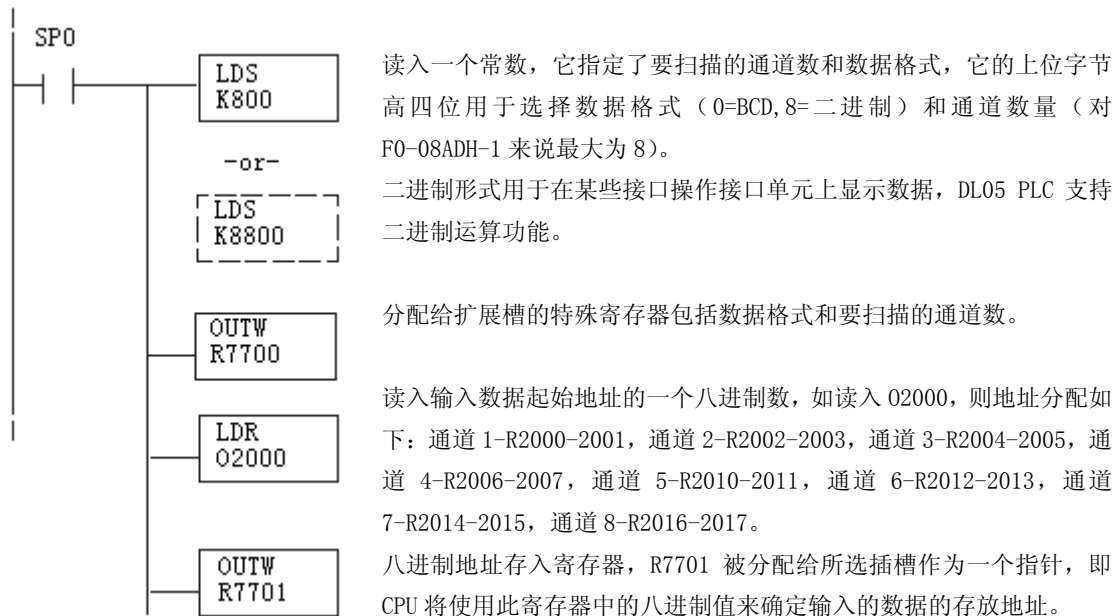 SP0
LDS
K800
-or-
LDS
K8800
OUTW
R7700
LDR
O2000
OUTW
R7701
读入一个常数，它指定了要扫描的通道数和数据格式，它的上位字节
高四位用于选择数据格式（0=BCD,8=二进制）和通道数量（对
F0-08ADH-1 来说最大为 8）。
二进制形式用于在某些接口操作接口单元上显示数据，DL05 PLC 支持
二进制运算功能。
分配给扩展槽的特殊寄存器包括数据格式和要扫描的通道数。
读入输入数据起始地址的一个八进制数，如读入 O2000，则地址分配如
下：通道 1-R2000-2001，通道 2-R2002-2003，通道 3-R2004-2005，通
道 4-R2006-2007，通道 5-R2010-2011，通道 6-R2012-2013，通道
7-R2014-2015，通道 8-R2016-2017。
八进制地址存入寄存器，R7701 被分配给所选插槽作为一个指针，即
CPU 将使用此寄存器中的八进制值来确定输入的数据的存放地址。